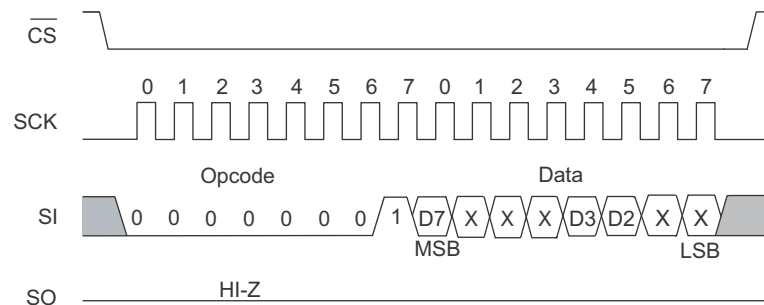 CS
0 1 2 3 4 5 6 7 0 1 2 3 4 5 6 7
SCK
Opcode Data
SI 0 0 0 0 0 0 0 1 D7 X X X D3 D2 X X
MSB LSB
HI-Z
SO